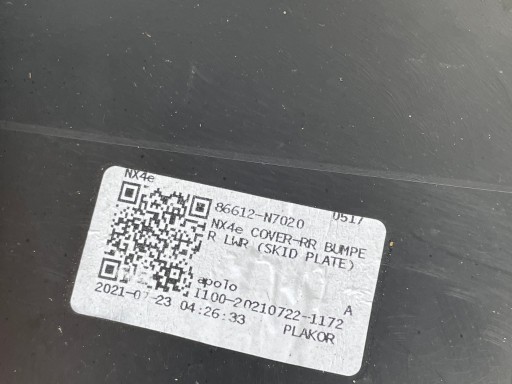 NX4e
86612-N7020 0517
NX4e COVER-RR BUMPE
R LWR (SKID PLATE)
apolo A
I100-20210722-1172
2021-07-23 04:26:33 PLAKOR